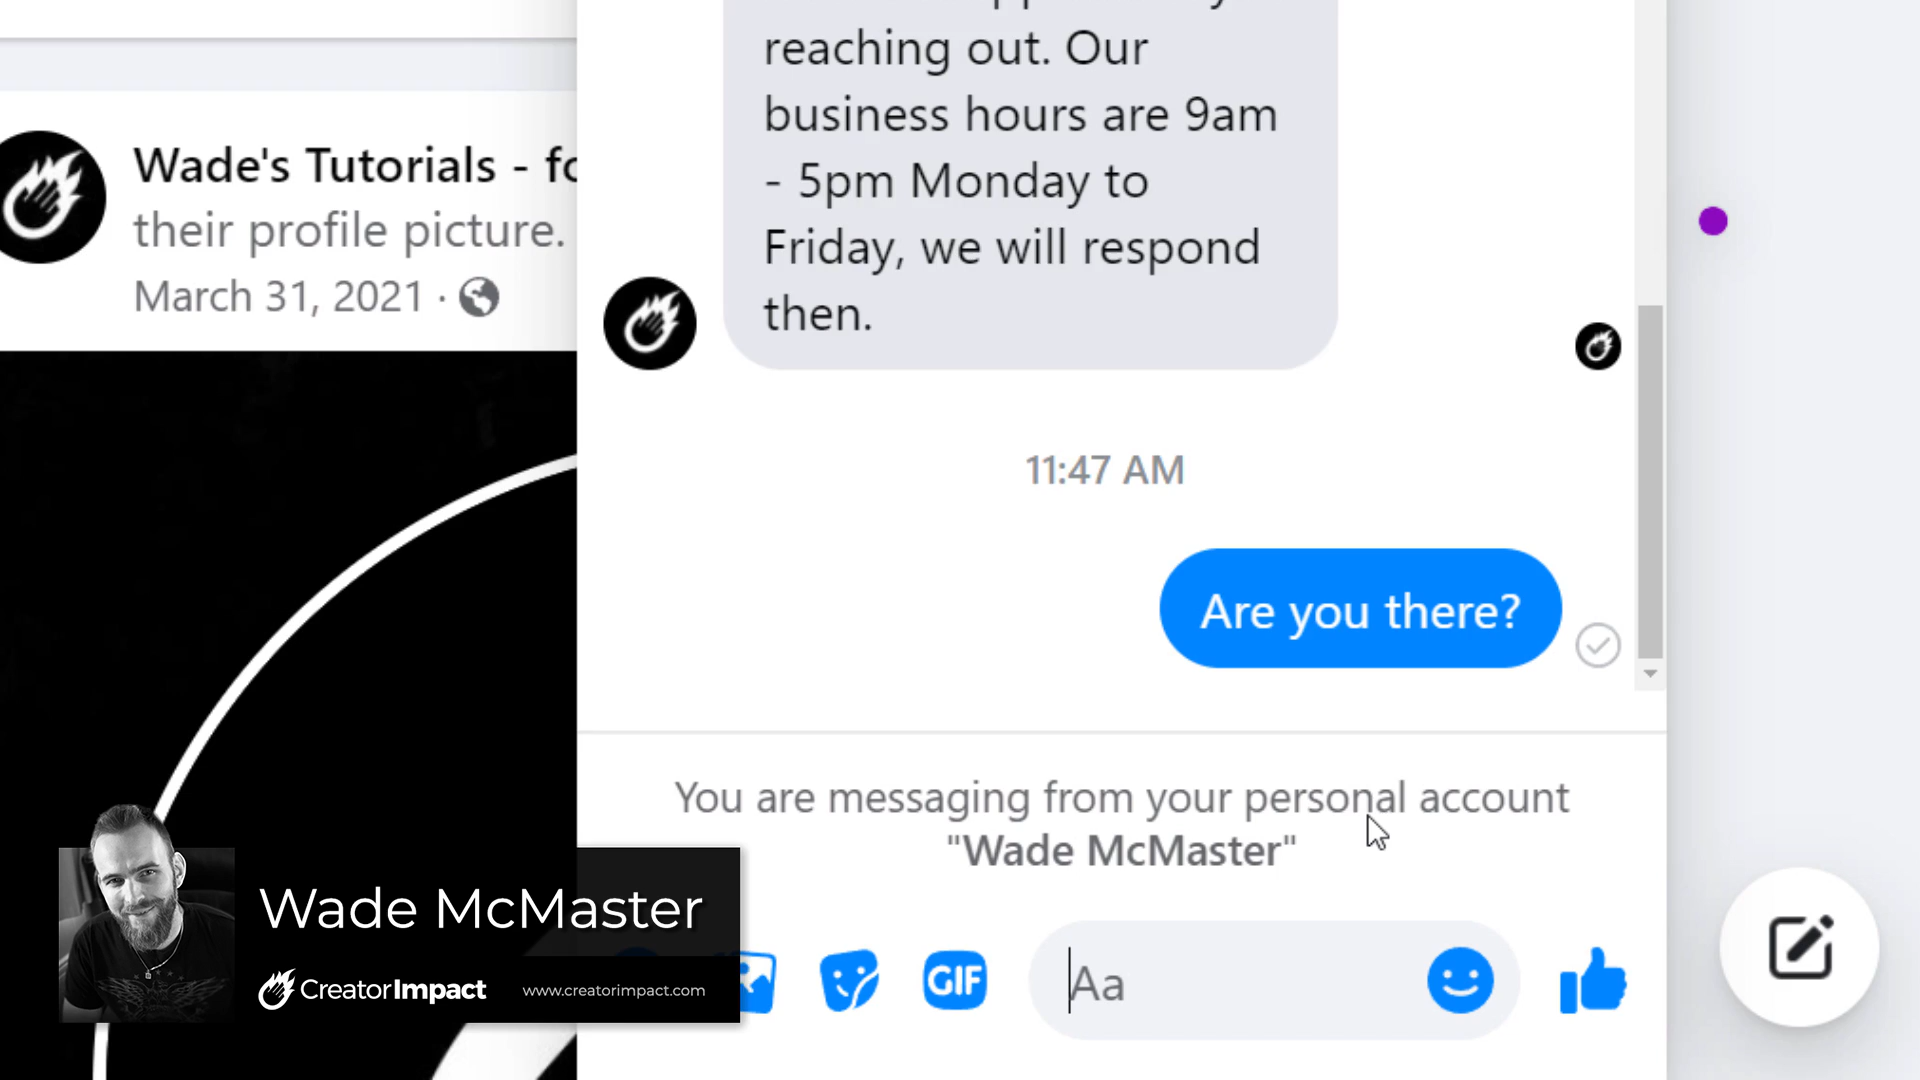 Wade's Tutorials -
their profile picture.
March 31, 2021 ·
reaching out. Our
business hours are 9am
- 5pm Monday to
Friday, we will respond
then.
11:47 AM
Are you there?
You are messaging from your personal account
"Wade McMaster"
GIF
Aa
Wade McMaster
CreatorImpact
www.creatorimpact.com